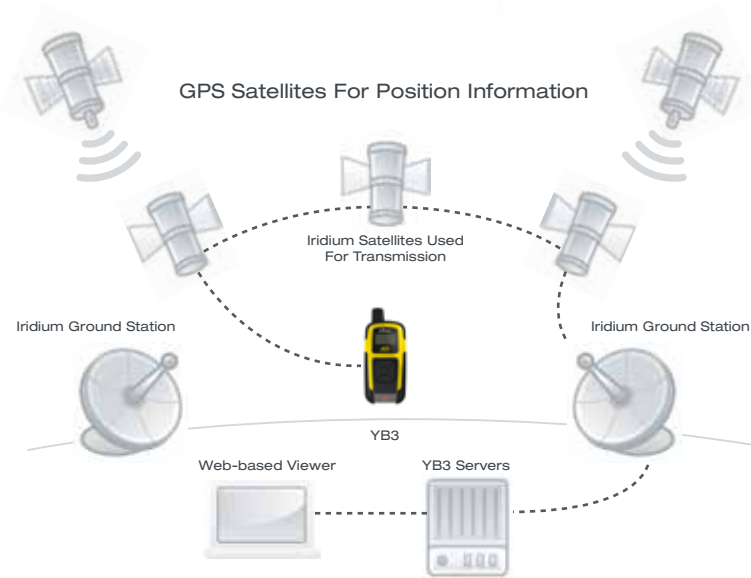 GPS Satellites For Position Information
Iridium Satellites Used
For Transmission
Iridium Ground Station
Iridium Ground Station
YB3
Web-based Viewer
YB3 Servers